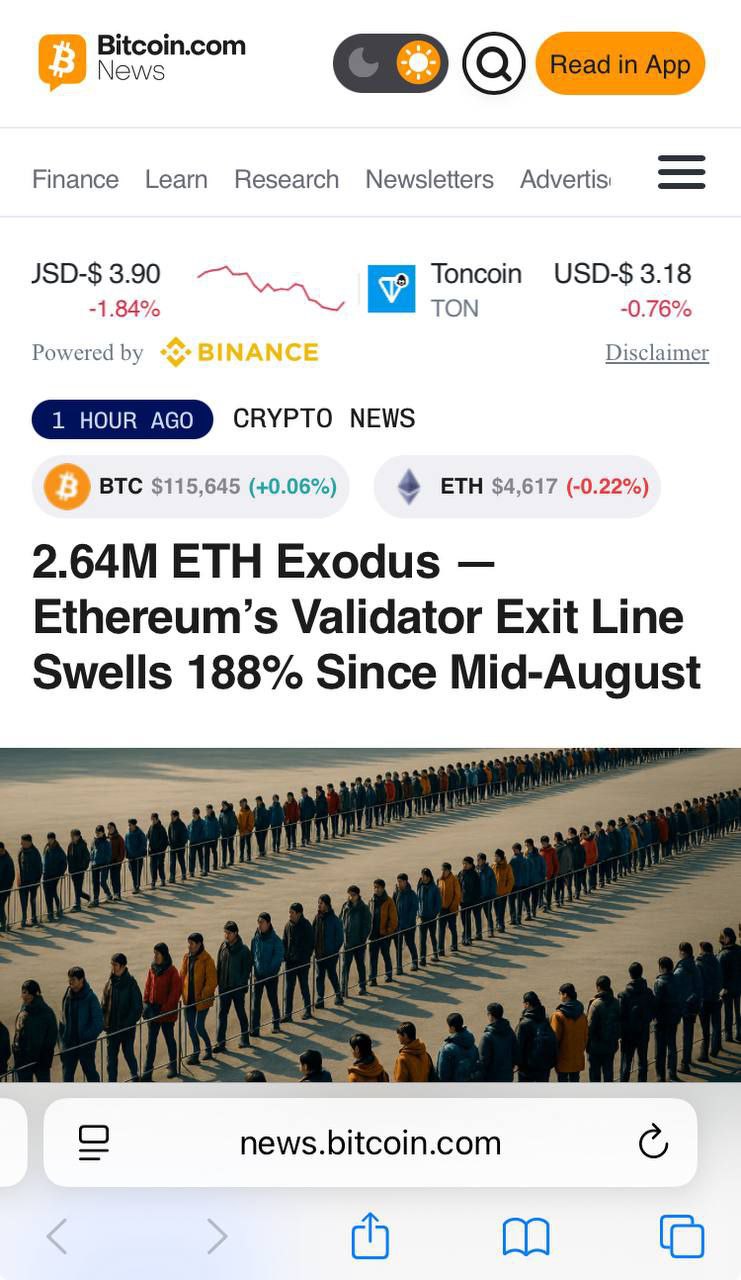 Bitcoin.com
News
Read in App
Finance Learn Research Newsletters Advertis
JSD-$ 3.90
-1.84%
Toncoin USD-$ 3.18
TON -0.76%
Powered by BINANCE Disclaimer
1 HOUR AGO CRYPTO NEWS
BTC $115,645 (+0.06%) ETH $4,617 (-0.22%)
2.64M ETH Exodus —
Ethereum’s Validator Exit Line
Swells 188% Since Mid-August
news.bitcoin.com